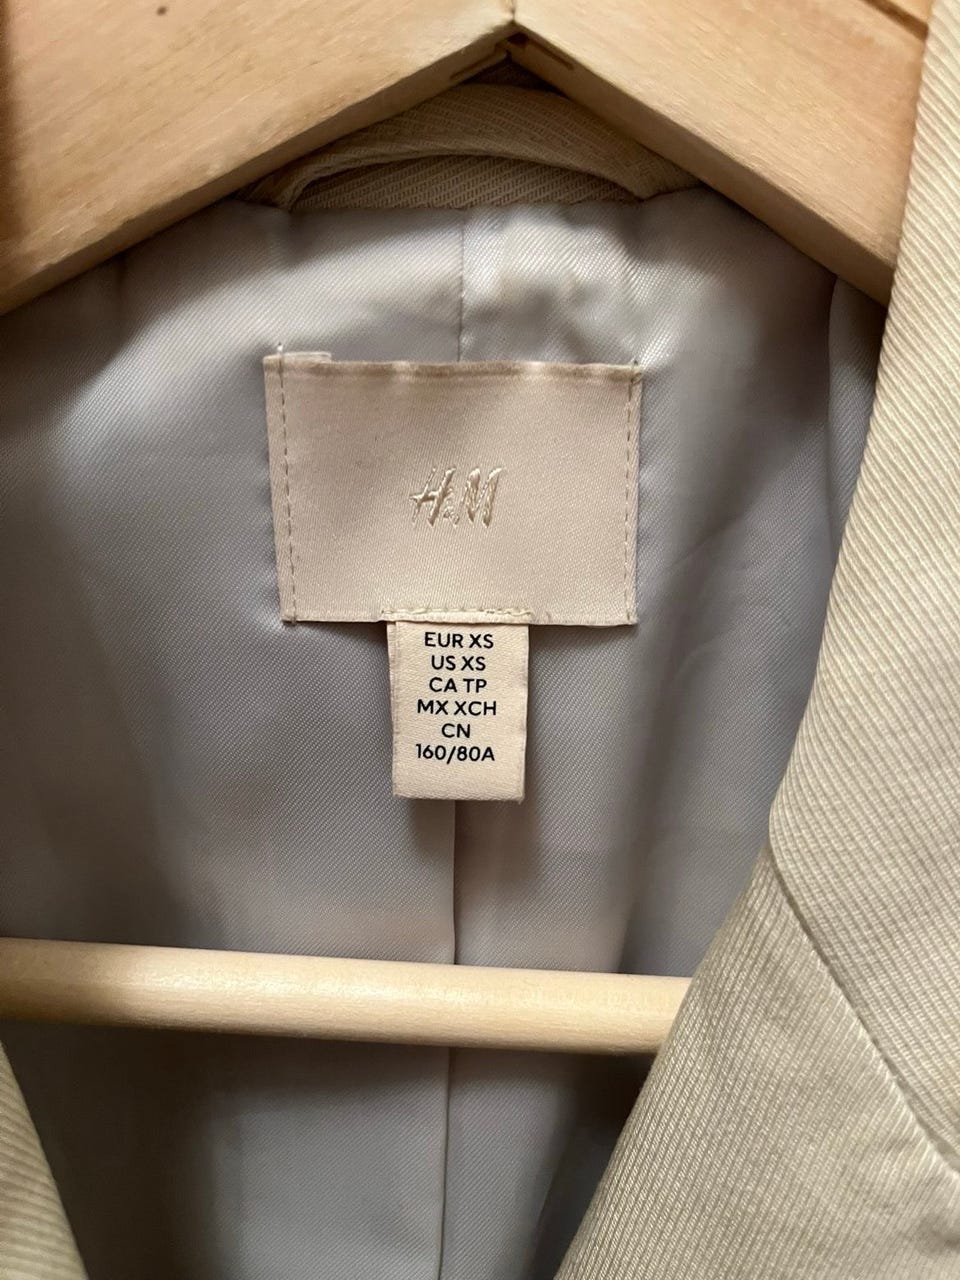 H&M
EUR XS
US XS
CA TP
MX XCH
CN
160/80A